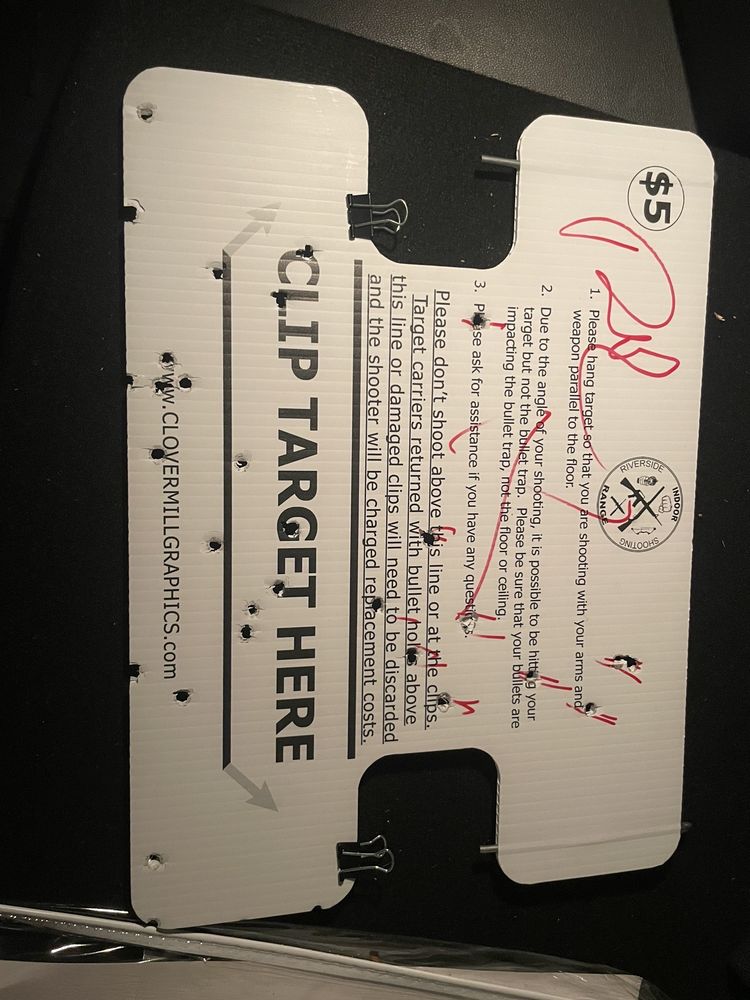 $5
RIVERSIDE
INDOOR
SHOOTING
RANGE
1. Please hang target so that you are shooting with your arms and
weapon parallel to the floor.
2. Due to the angle of your shooting, it is possible to be hitting your
target but not the bullet trap. Please be sure that your bullets are
impacting the bullet trap, not the floor or ceiling.
3. Please ask for assistance if you have any questions.
Please don't shoot above this line or at the clips.
Target carriers returned with bullet holes above
this line or damaged clips will need to be discarded
and the shooter will be charged replacement costs.
CLIP TARGET HERE
www.CLOVERMILLGRAPHICS.com